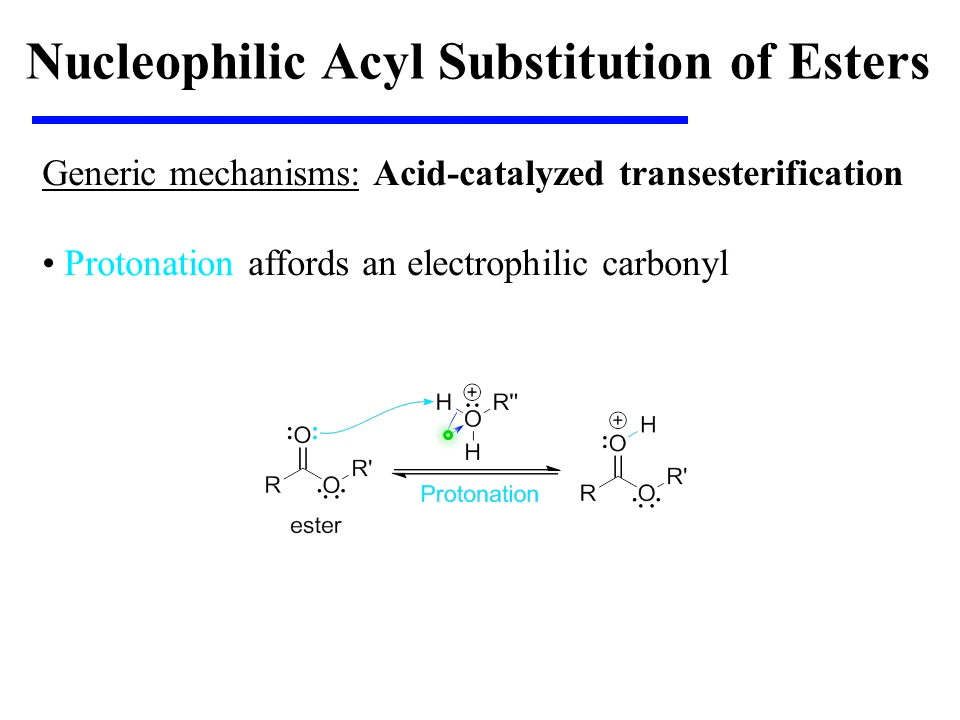 Nucleophilic Acyl Substitution of Esters
Generic mechanisms: Acid-catalyzed transesterification
• Protonation affords an electrophilic carbonyl
H + R"
O
H
O
R O R'
ester
Protonation
+ H
O
R O R'